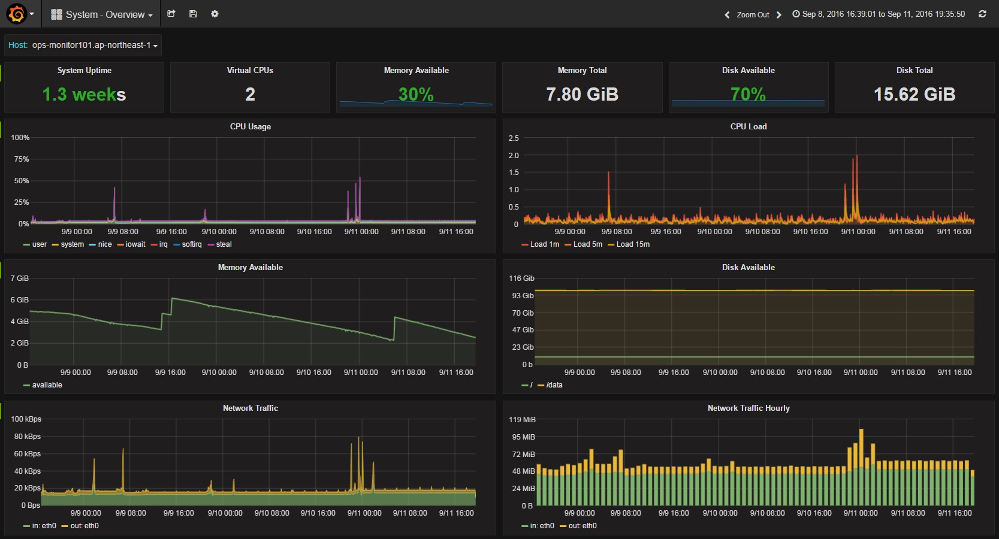 System - Overview
Zoom Out
Sep 8, 2016 16:39:01 to Sep 11, 2016 19:35:50
Host: ops-monitor101.ap-northeast-1
System Uptime
1.3 weeks
Virtual CPUs
2
Memory Available
30%
Memory Total
7.80 GiB
Disk Available
70%
Disk Total
15.62 GiB
CPU Usage
100%
75%
50%
25%
0%
9/9 00:00 9/9 08:00 9/9 16:00 9/10 00:00 9/10 08:00 9/10 16:00 9/11 00:00 9/11 08:00 9/11 16:00
user system nice iowait irq softirq steal
CPU Load
2.5
2.0
1.5
1.0
0.5
0
9/9 00:00 9/9 08:00 9/9 16:00 9/10 00:00 9/10 08:00 9/10 16:00 9/11 00:00 9/11 08:00 9/11 16:00
Load 1m Load 5m Load 15m
Memory Available
7 GiB
6 GiB
4 GiB
2 GiB
0 B
9/9 00:00 9/9 08:00 9/9 16:00 9/10 00:00 9/10 08:00 9/10 16:00 9/11 00:00 9/11 08:00 9/11 16:00
available
Disk Available
116 Gib
93 Gib
70 Gib
47 Gib
23 Gib
0 b
9/9 00:00 9/9 08:00 9/9 16:00 9/10 00:00 9/10 08:00 9/10 16:00 9/11 00:00 9/11 08:00 9/11 16:00
/ /data
Network Traffic
100 kBps
80 kBps
60 kBps
40 kBps
20 kBps
0 Bps
9/9 00:00 9/9 08:00 9/9 16:00 9/10 00:00 9/10 08:00 9/10 16:00 9/11 00:00 9/11 08:00 9/11 16:00
in: eth0 out: eth0
Network Traffic Hourly
119 MiB
95 MiB
72 MiB
48 MiB
24 MiB
0 B
9/9 00:00 9/9 08:00 9/9 16:00 9/10 00:00 9/10 08:00 9/10 16:00 9/11 00:00 9/11 08:00 9/11 16:00
in: eth0 out: eth0